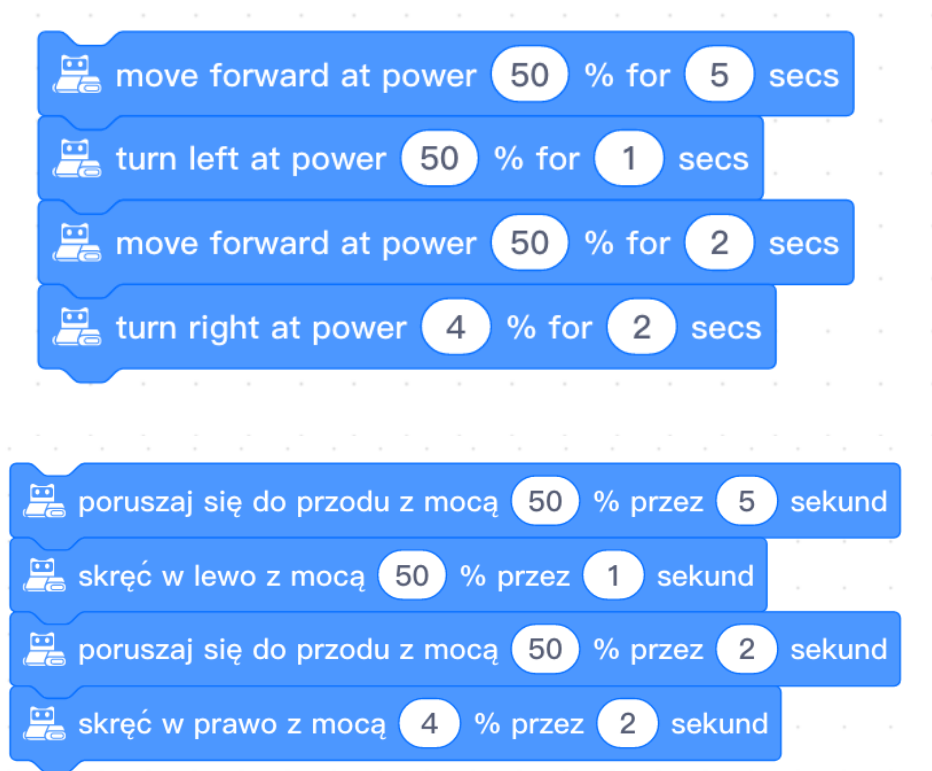 move forward at power 50 % for 5 secs
turn left at power 50 % for 1 secs
move forward at power 50 % for 2 secs
turn right at power 4 % for 2 secs
poruszaj się do przodu z mocą 50 % przez 5 sekund
skręć w lewo z mocą 50 % przez 1 sekund
poruszaj się do przodu z mocą 50 % przez 2 sekund
skręć w prawo z mocą 4 % przez 2 sekund